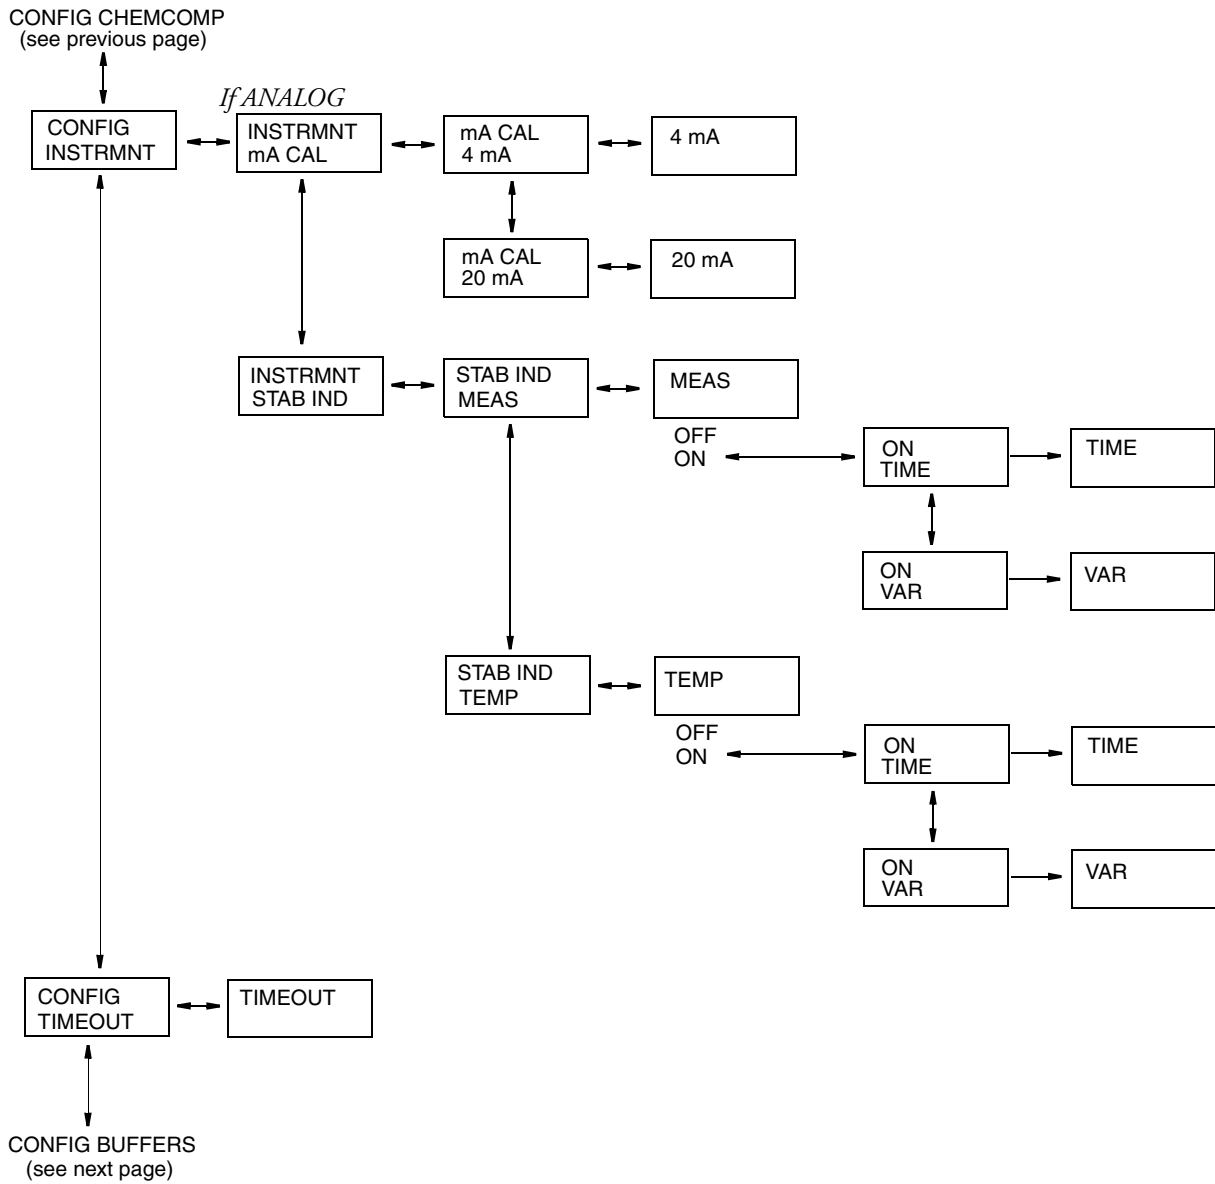 CONFIG CHEMCOMP
(see previous page)
If ANALOG
CONFIG
INSTRMNT
INSTRMNT
mA CAL
mA CAL
4 mA
4 mA
mA CAL
20 mA
20 mA
INSTRMNT
STAB IND
STAB IND
MEAS
MEAS
OFF
ON
ON
TIME
TIME
ON
VAR
VAR
STAB IND
TEMP
TEMP
OFF
ON
ON
TIME
TIME
ON
VAR
VAR
CONFIG
TIMEOUT
TIMEOUT
CONFIG BUFFERS
(see next page)